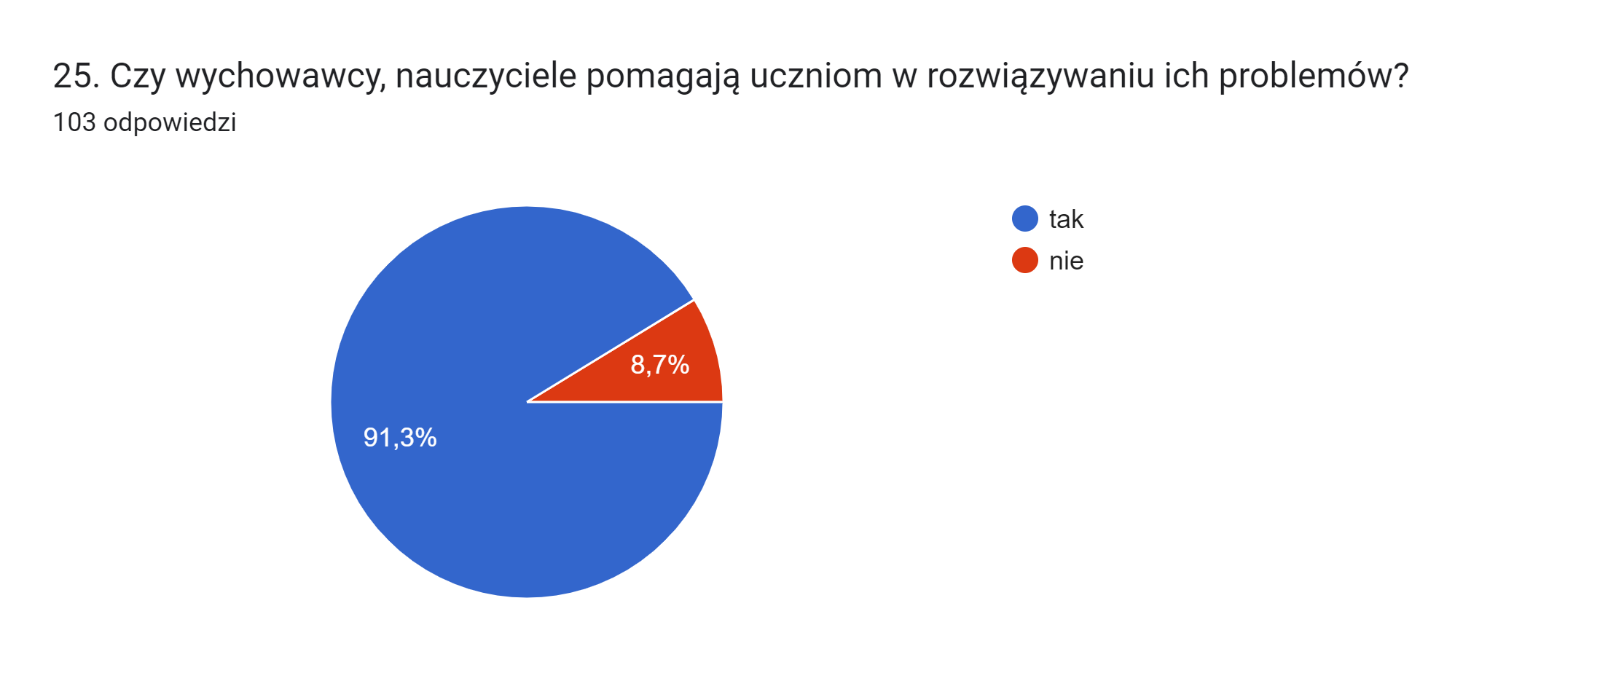 25. Czy wychowawcy, nauczyciele pomagają uczniom w rozwiązywaniu ich problemów?
103 odpowiedzi
tak
nie
8,7%
91,3%